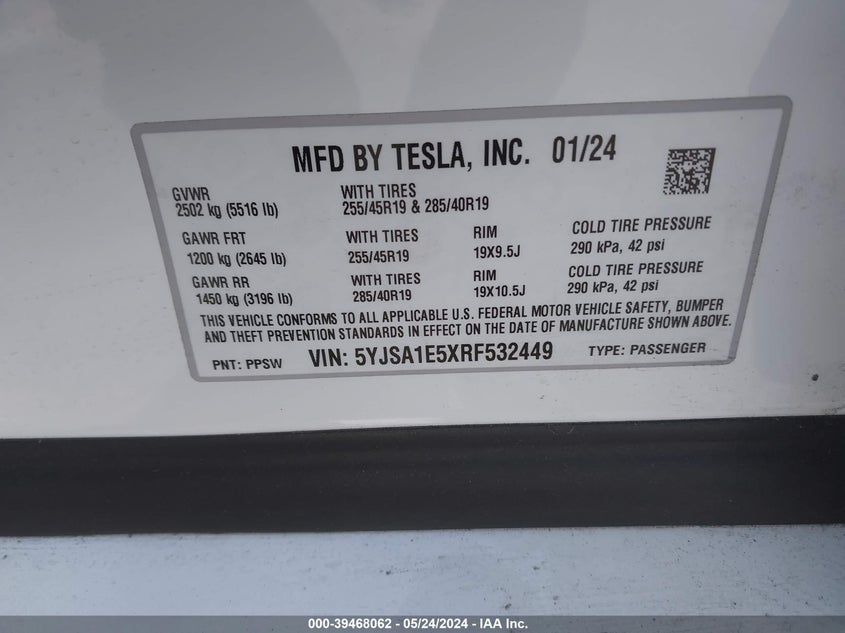 MFD BY TESLA, INC. 01/24
GVWR
2502 kg (5516 lb)
WITH TIRES
255/45R19 & 285/40R19
GAWR FRT
1200 kg (2645 lb)
WITH TIRES
255/45R19
RIM
19X9.5J
COLD TIRE PRESSURE
290 kPa, 42 psi
GAWR RR
1450 kg (3196 lb)
WITH TIRES
285/40R19
RIM
19X10.5J
COLD TIRE PRESSURE
290 kPa, 42 psi
THIS VEHICLE CONFORMS TO ALL APPLICABLE U.S. FEDERAL MOTOR VEHICLE SAFETY, BUMPER
AND THEFT PREVENTION STANDARDS IN EFFECT ON THE DATE OF MANUFACTURE SHOWN ABOVE.
PNT: PPSW VIN: 5YJSA1E5XRF532449 TYPE: PASSENGER
000-39468062 - 05/24/2024 - IAA Inc.